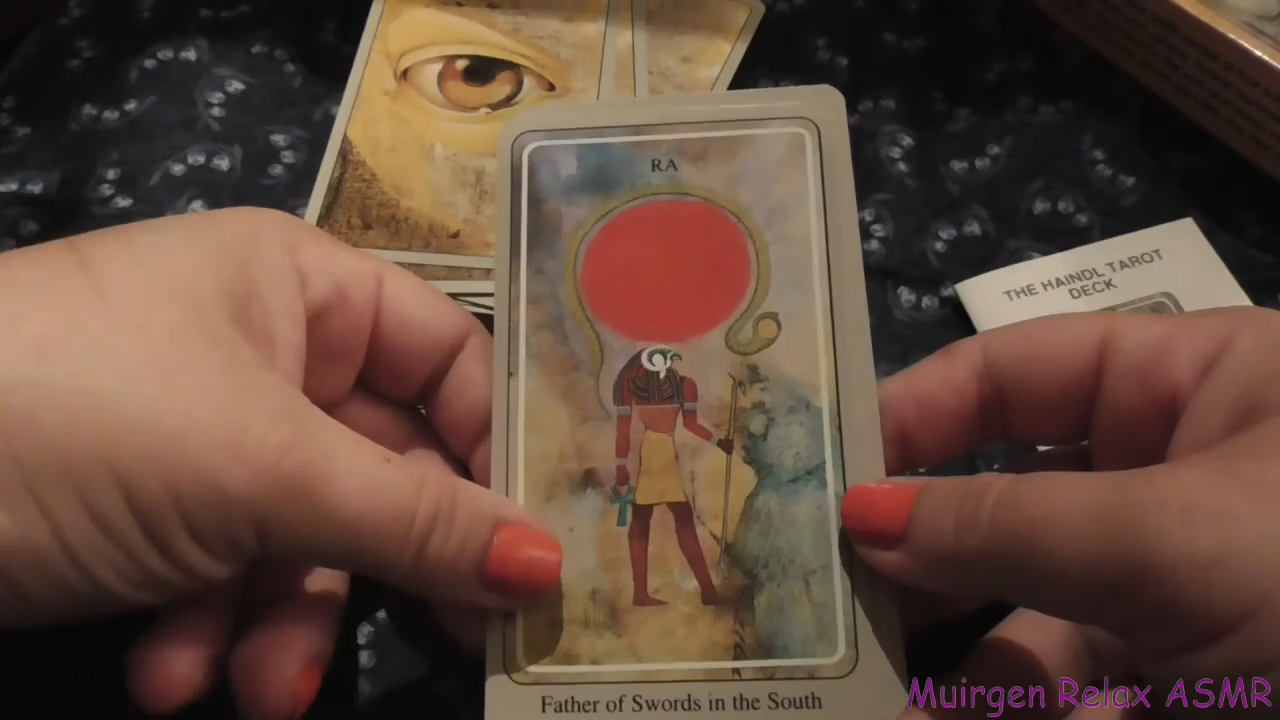 RA
THE HAINDL TAROT
DECK
Father of Swords in the South
Muirgen Relax ASMR